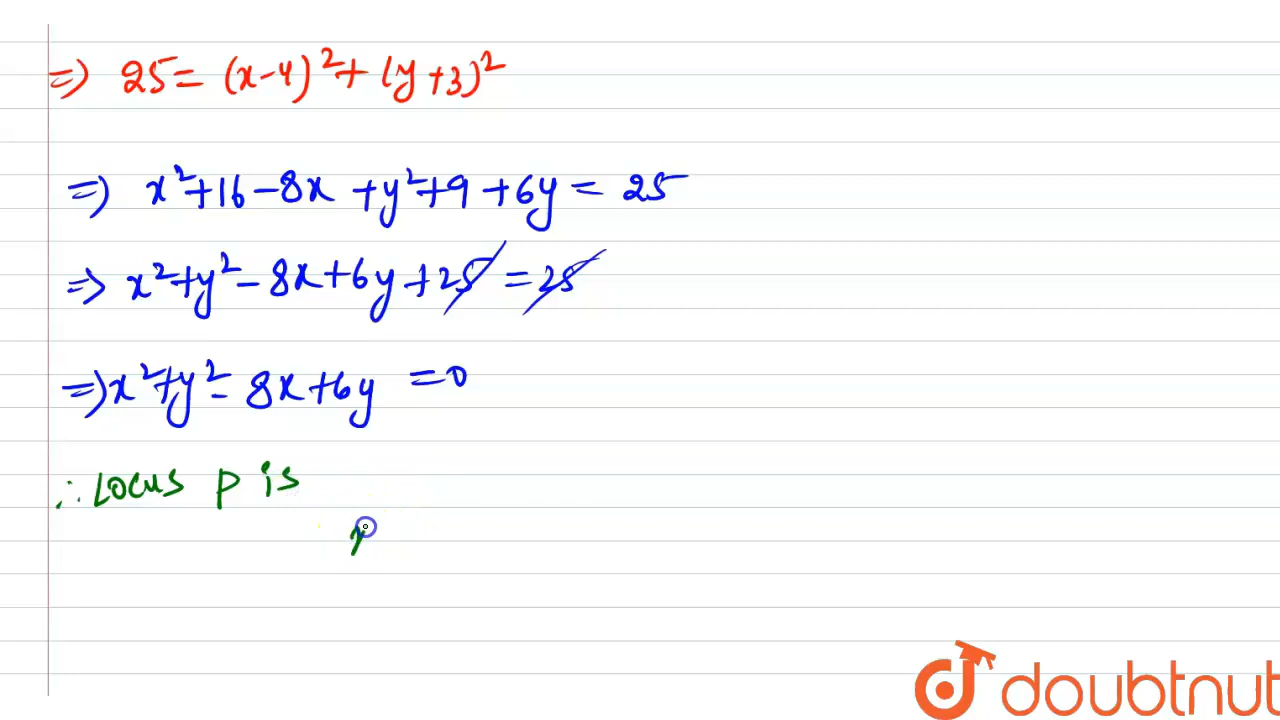 => 25 = (x-4)² + (y+3)²
=> x²+16-8x+y²+9+6y = 25
=> x²+y²-8x+6y+25 = 25
=> x²+y²-8x+6y = 0
∴ Locus P is
doubtnut